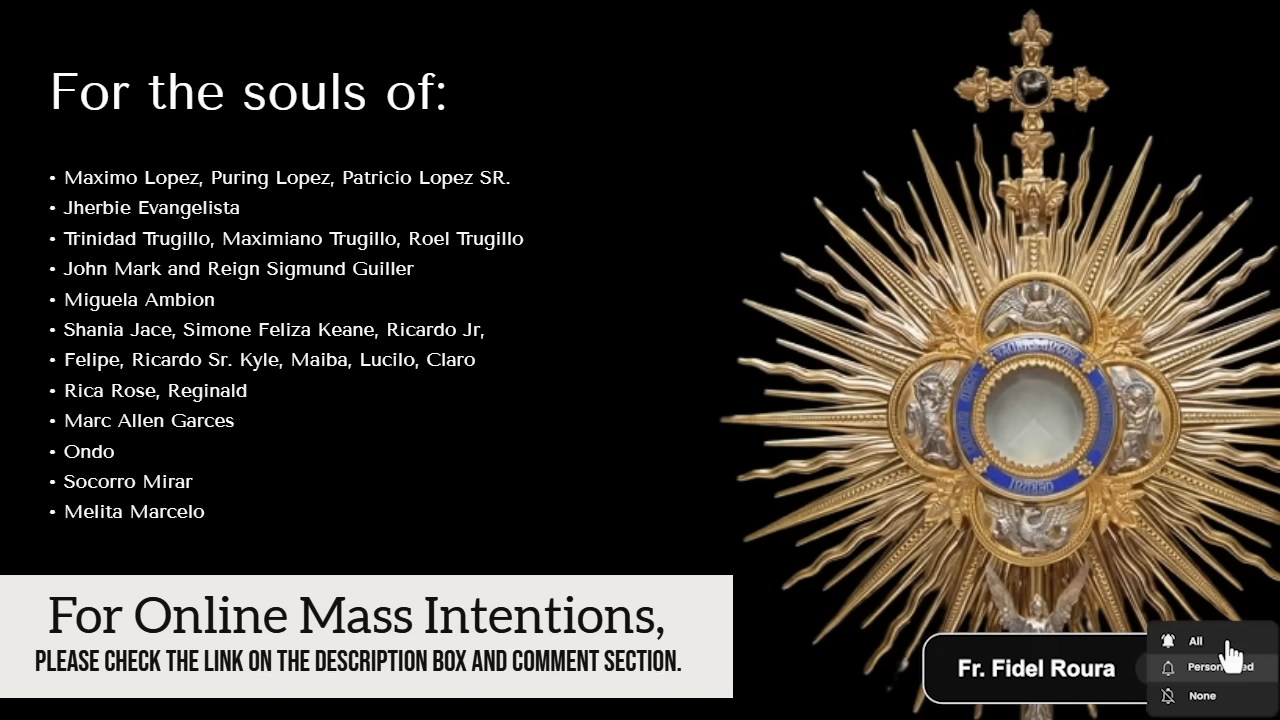 For the souls of:
• Maximo Lopez, Puring Lopez, Patricio Lopez SR.
• Jherbie Evangelista
• Trinidad Trugillo, Maximiano Trugillo, Roel Trugillo
• John Mark and Reign Sigmund Guiller
• Miguela Ambion
• Shania Jace, Simone Feliza Keane, Ricardo Jr,
• Felipe, Ricardo Sr. Kyle, Maiba, Lucilo, Claro
• Rica Rose, Reginald
• Marc Allen Garces
• Ondo
• Socorro Mirar
• Melita Marcelo
For Online Mass Intentions,
PLEASE CHECK THE LINK ON THE DESCRIPTION BOX AND COMMENT SECTION.
Fr. Fidel Roura
All
None